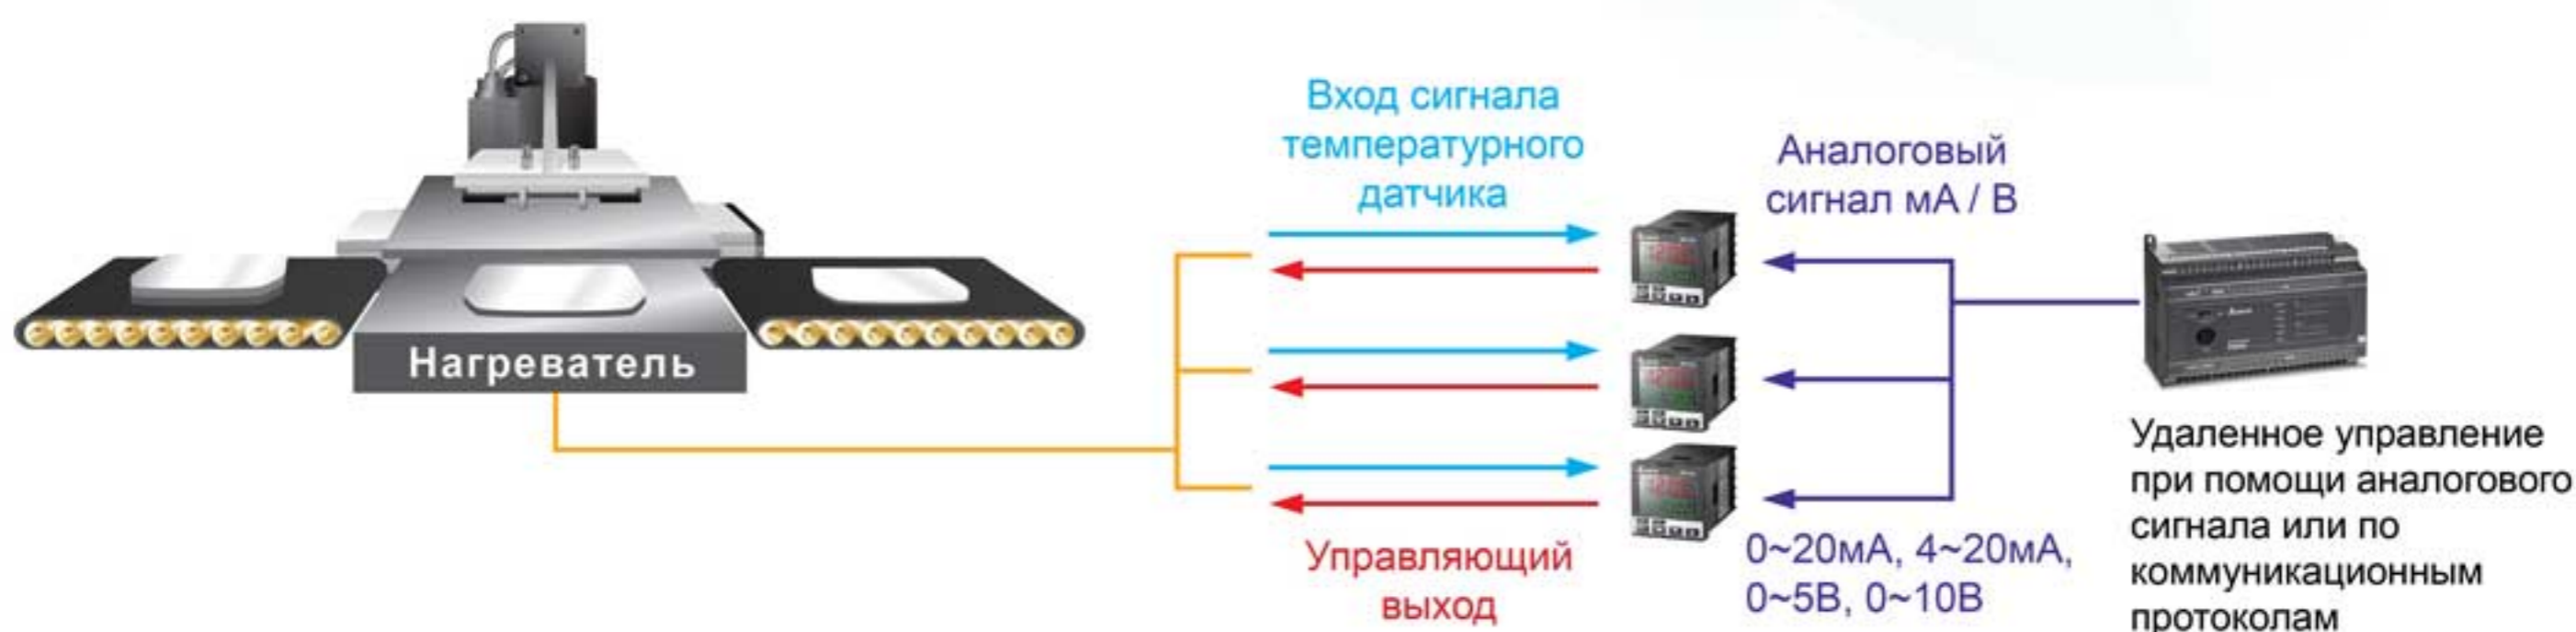 Вход сигнала
температурного
датчика
Аналоговый
сигнал мА / В
Нагреватель
Управляющий
выход
0~20мА, 4~20мА,
0~5В, 0~10В
Удаленное управление
при помощи аналогового
сигнала или по
коммуникационным
протоколам